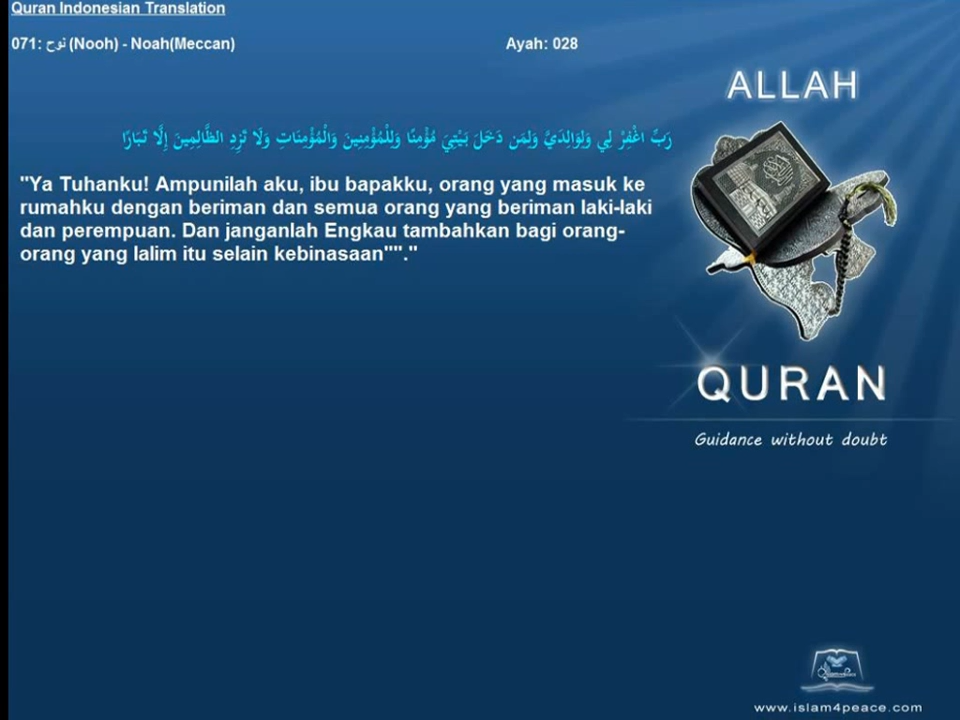 Quran Indonesian Translation
071: نوح (Nooh) - Noah(Meccan) Ayah: 028
ALLAH
رَبِّ اغْفِرْ لِي وَلِوَالِدَيَّ وَلِمَن دَخَلَ بَيْتِيَ مُؤْمِنًا وَلِلْمُؤْمِنِينَ وَالْمُؤْمِنَاتِ وَلَا تَزِدِ الظَّالِمِينَ إِلَّا تَبَارًا
"Ya Tuhanku! Ampunilah aku, ibu bapakku, orang yang masuk ke
rumahku dengan beriman dan semua orang yang beriman laki-laki
dan perempuan. Dan janganlah Engkau tambahkan bagi orang-
orang yang lalim itu selain kebinasaan""."
QURAN
Guidance without doubt
www.islam4peace.com